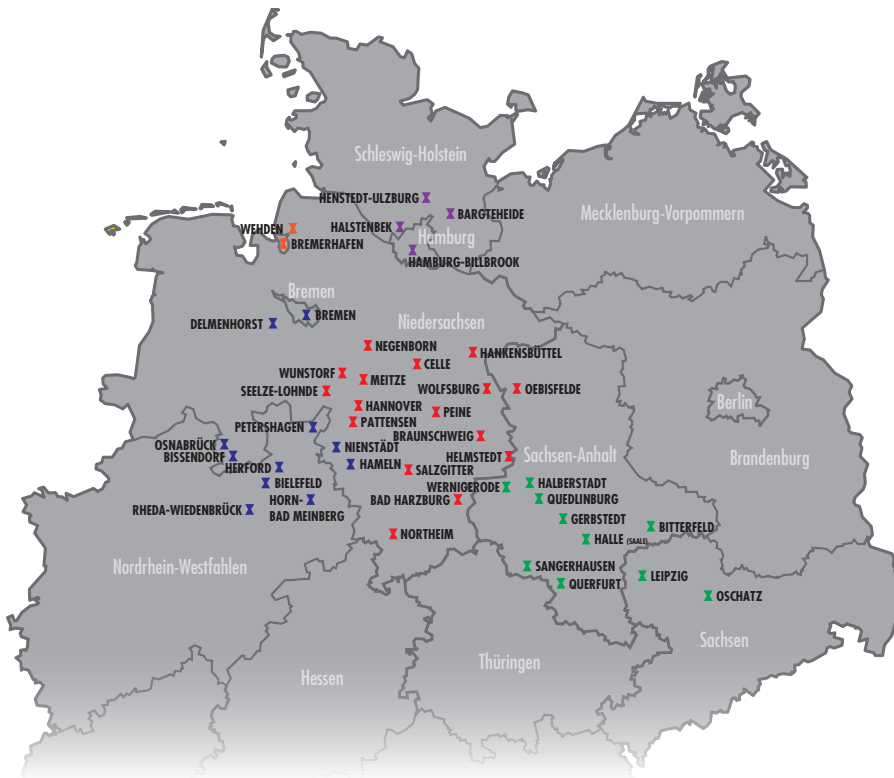 Schleswig-Holstein
HENSTEDT-ULZBURG
BARGTEHEIDE
Mecklenburg-Vorpommern
WEHDEN
HALSTENBEK
Hamburg
BREMERHAFEN
HAMBURG-BILLBROOK
Bremen
BREMEN
DELMENHORST
Niedersachsen
NEGENBORN
HANKENSBÜTTEL
CELLE
WUNSTORF
MEITZE
SEELZE-LOHNDE
WOLFSBURG
OEBISFELDE
HANNOVER
PEINE
Berlin
PATTENSEN
PETERSHAGEN
BRAUNSCHWEIG
OSNABRÜCK
NIENSTÄDT
BISSENDORF
HELMSTEDT
Sachsen-Anhalt
Brandenburg
HERFORD
HAMELN
SALZGITTER
BIELEFELD
WERNIGERODE
HALBERSTADT
HORN-
BAD MEINBERG
BAD HARZBURG
QUEDLINBURG
RHEDA-WIEDENBRÜCK
GERBSTEDT
BITTERFELD
NORTHEIM
HALLE (SAALE)
Nordrhein-Westfahlen
SANGERHAUSEN
LEIPZIG
QUERFURT
OSCHATZ
Sachsen
Thüringen
Hessen